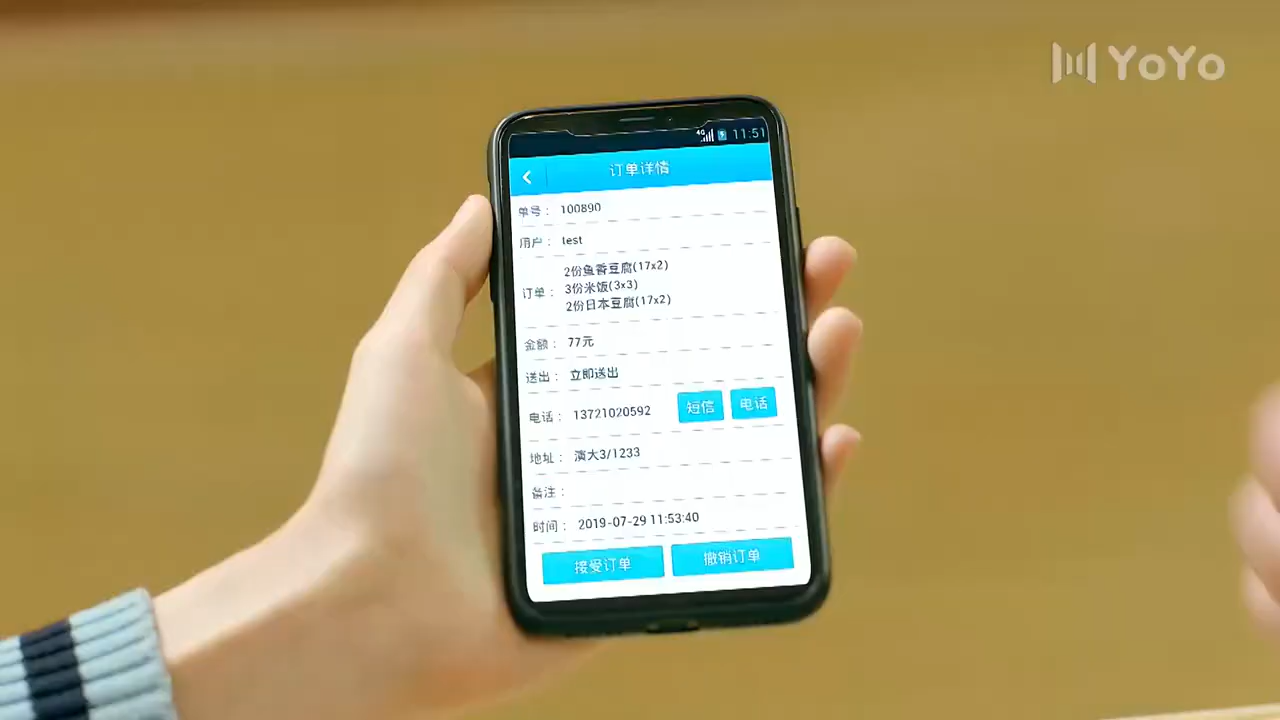 YoYo
11:51
订单详情
单号： 100890
用户： test
订单： 2份鱼香豆腐(17x2)
3份米饭(3x3)
2份日本豆腐(17x2)
金额： 77元
送出： 立即送出
电话： 13721020592 短信 电话
地址： 演大3/1233
备注：
时间： 2019-07-29 11:53:40
接受订单 撤销订单